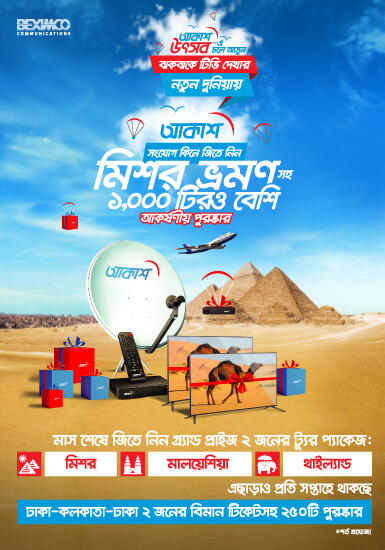 BEXIMCO
COMMUNICATIONS
আকাশ
উৎসব এ
চলে আসুন
ঝকঝকে টিভি দেখার
নতুন দুনিয়ায়
আকাশ
সংযোগ কিনে জিতে নিন
মিশর ভ্রমণ সহ
১,০০০ টিরও বেশি
আকর্ষণীয় পুরস্কার
আকাশ
মাস শেষে জিতে নিন গ্র্যান্ড প্রাইজ ২ জনের ট্যুর প্যাকেজ:
মিশর মালয়েশিয়া থাইল্যান্ড
এছাড়াও প্রতি সপ্তাহে থাকছে
ঢাকা-কলকাতা-ঢাকা ২ জনের বিমান টিকেটসহ ২৫০টি পুরস্কার
*শর্ত প্রযোজ্য